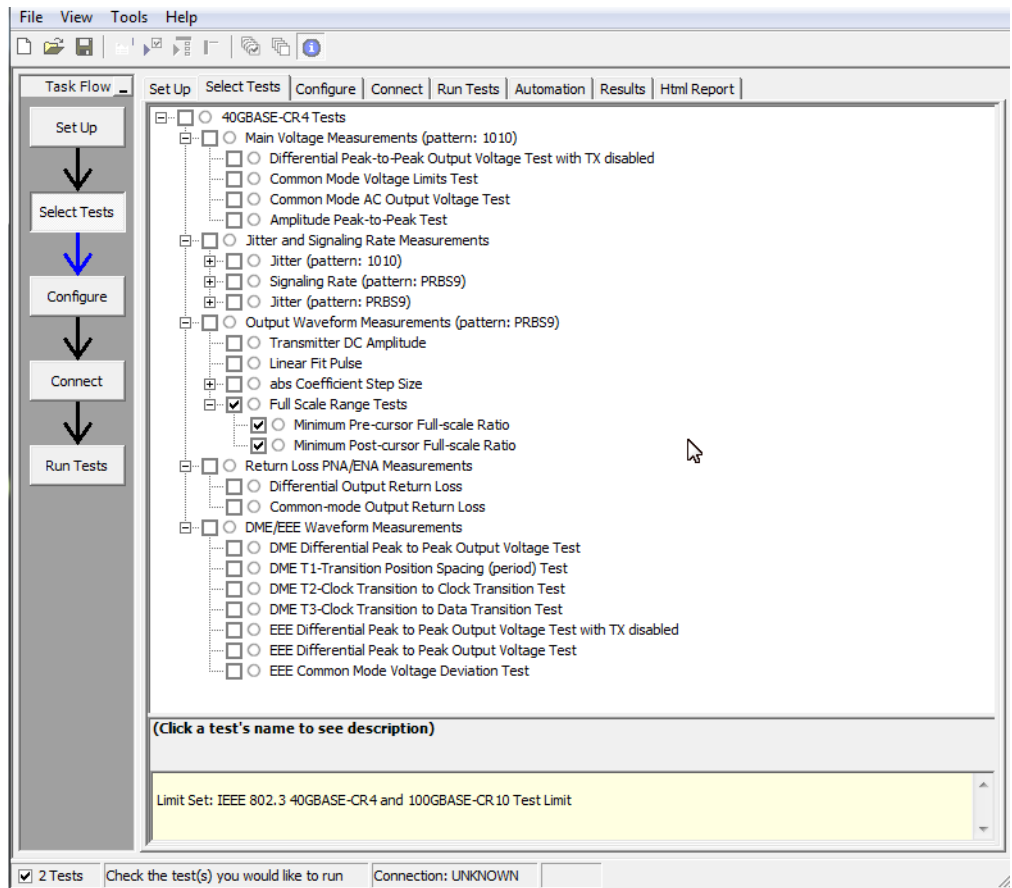 File View Tools Help
Task Flow
Set Up
Select Tests
Configure
Connect
Run Tests
Set Up Select Tests Configure Connect Run Tests Automation Results Html Report
40GBASE-CR4 Tests
Main Voltage Measurements (pattern: 1010)
Differential Peak-to-Peak Output Voltage Test with TX disabled
Common Mode Voltage Limits Test
Common Mode AC Output Voltage Test
Amplitude Peak-to-Peak Test
Jitter and Signaling Rate Measurements
Jitter (pattern: 1010)
Signaling Rate (pattern: PRBS9)
Jitter (pattern: PRBS9)
Output Waveform Measurements (pattern: PRBS9)
Transmitter DC Amplitude
Linear Fit Pulse
abs Coefficient Step Size
Full Scale Range Tests
Minimum Pre-cursor Full-scale Ratio
Minimum Post-cursor Full-scale Ratio
Return Loss PNA/ENA Measurements
Differential Output Return Loss
Common-mode Output Return Loss
DME/EEE Waveform Measurements
DME Differential Peak to Peak Output Voltage Test
DME T1-Transition Position Spacing (period) Test
DME T2-Clock Transition to Clock Transition Test
DME T3-Clock Transition to Data Transition Test
EEE Differential Peak to Peak Output Voltage Test with TX disabled
EEE Differential Peak to Peak Output Voltage Test
EEE Common Mode Voltage Deviation Test
(Click a test's name to see description)
Limit Set: IEEE 802.3 40GBASE-CR4 and 100GBASE-CR10 Test Limit
2 Tests Check the test(s) you would like to run Connection: UNKNOWN